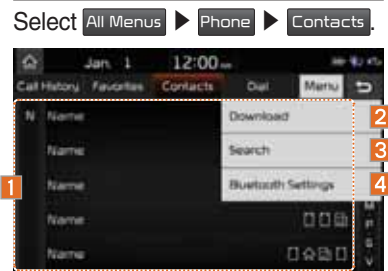 Select All Menus ▶ Phone ▶ Contacts.
Jan. 1 12:00
Call History Favorites Contacts Dial Menu
N Name Download 2
Name Search 3
1 Name Bluetooth Settings 4
Name
Name